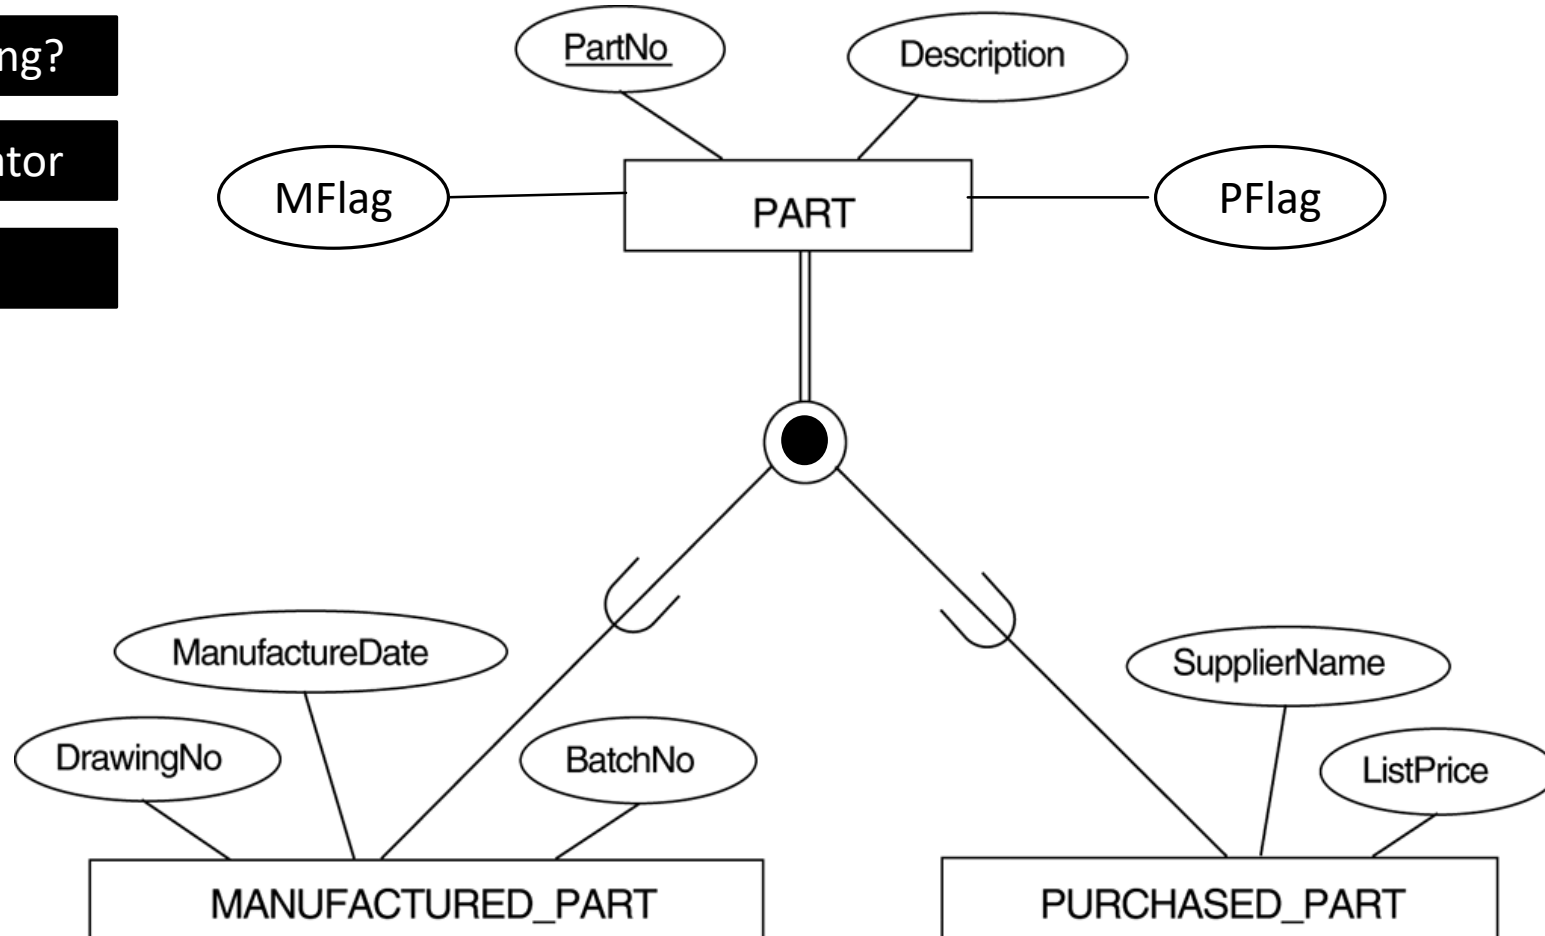 ng?
ator
PartNo
Description
MFlag
PART
PFlag
ManufactureDate
DrawingNo
BatchNo
SupplierName
ListPrice
MANUFACTURED_PART
PURCHASED_PART